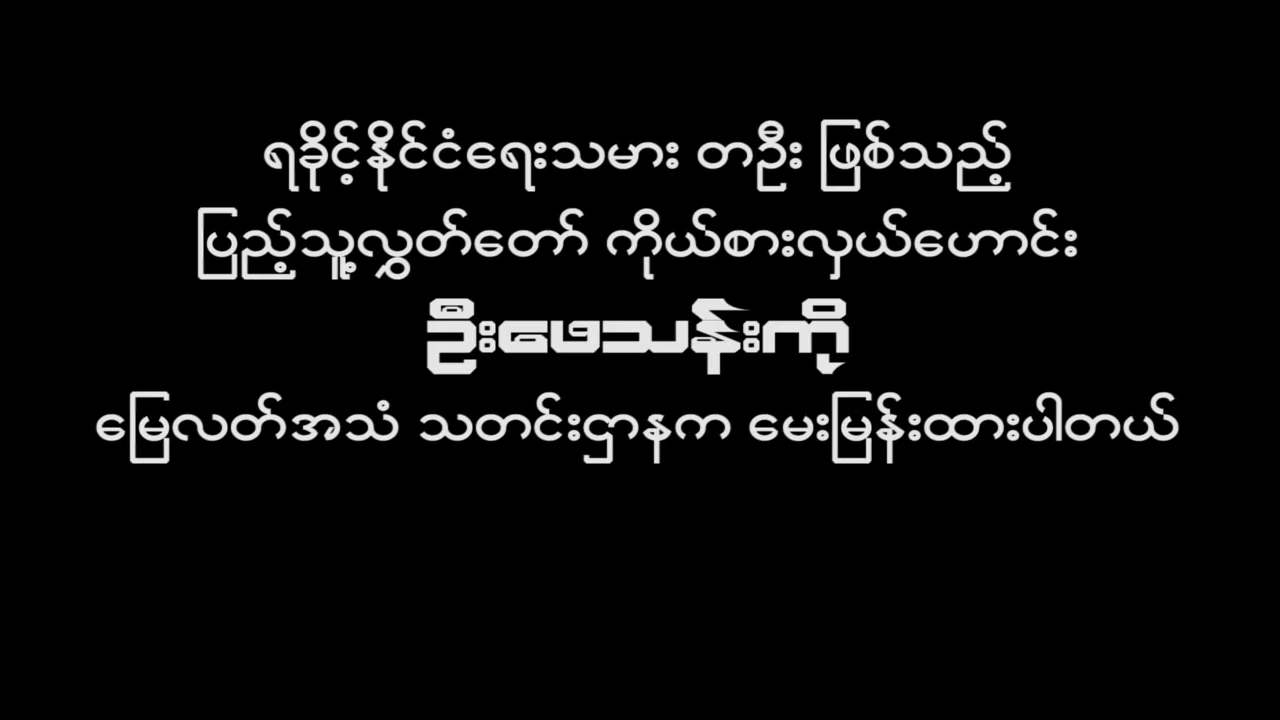 ရခိုင့်နိုင်ငံရေးသမား တဦး ဖြစ်သည့်
ပြည့်သူ့လွှတ်တော် ကိုယ်စားလှယ်ဟောင်း
ဦးဖေသန်းကို
မြေလတ်အသံ သတင်းဌာနက မေးမြန်းထားပါတယ်